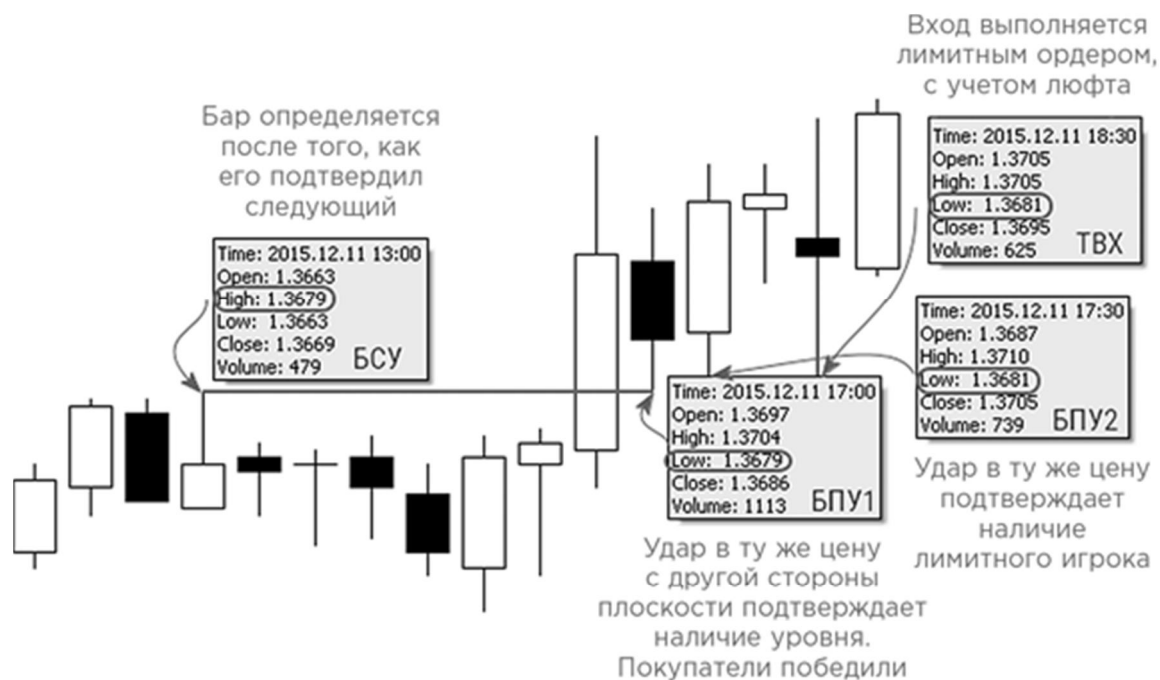 Вход выполняется
лимитным ордером,
с учетом люфта
Бар определяется
после того, как
его подтвердил
следующий
Time: 2015.12.11 18:30
Open: 1.3705
High: 1.3705
Low: 1.3681
Close: 1.3695
Volume: 625 ТВХ
Time: 2015.12.11 13:00
Open: 1.3663
High: 1.3679
Low: 1.3663
Close: 1.3669
Volume: 479 БСУ
Time: 2015.12.11 17:30
Open: 1.3687
High: 1.3710
Low: 1.3681
Close: 1.3705
Volume: 739 БПУ2
Time: 2015.12.11 17:00
Open: 1.3697
High: 1.3704
Low: 1.3679
Close: 1.3686
Volume: 1113 БПУ1
Удар в ту же цену
подтверждает
наличие
лимитного игрока
Удар в ту же цену
с другой стороны
плоскости подтверждает
наличие уровня.
Покупатели победили